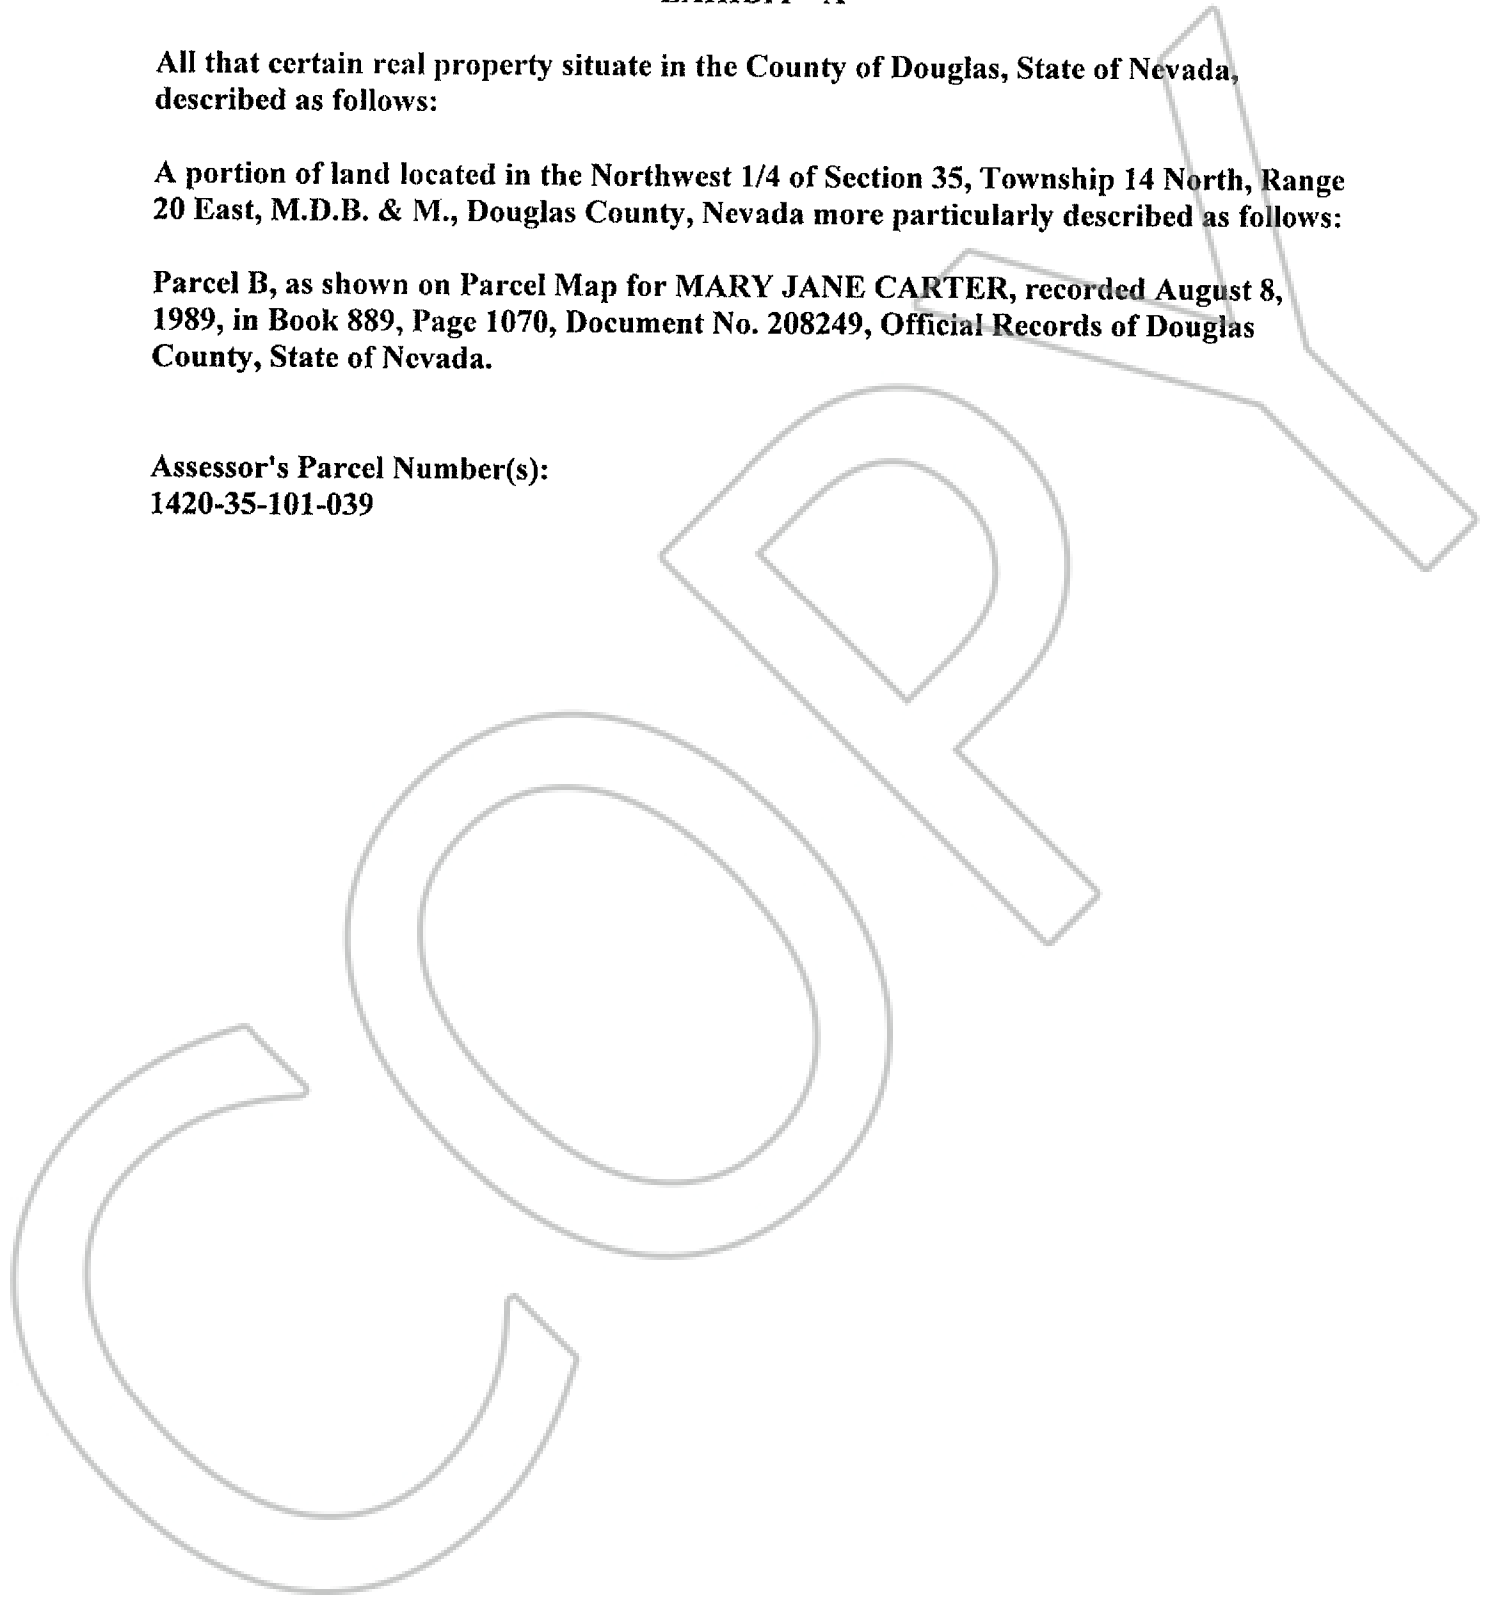 All that certain real property situate in the County of Douglas, State of Nevada,
described as follows:
A portion of land located in the Northwest 1/4 of Section 35, Township 14 North, Range
20 East, M.D.B. & M., Douglas County, Nevada more particularly described as follows:
Parcel B, as shown on Parcel Map for MARY JANE CARTER, recorded August 8,
1989, in Book 889, Page 1070, Document No. 208249, Official Records of Douglas
County, State of Nevada.
Assessor's Parcel Number(s):
1420-35-101-039
COPY